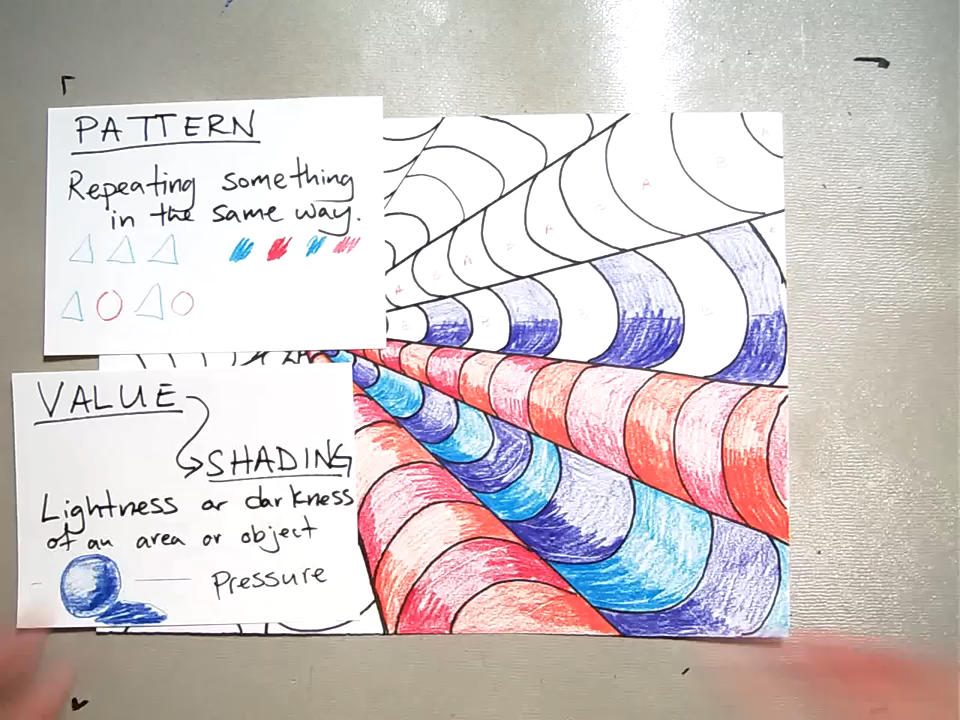 PATTERN
Repeating something
in the same way.
VALUE
SHADING
Lightness or darkness
of an area or object
Pressure